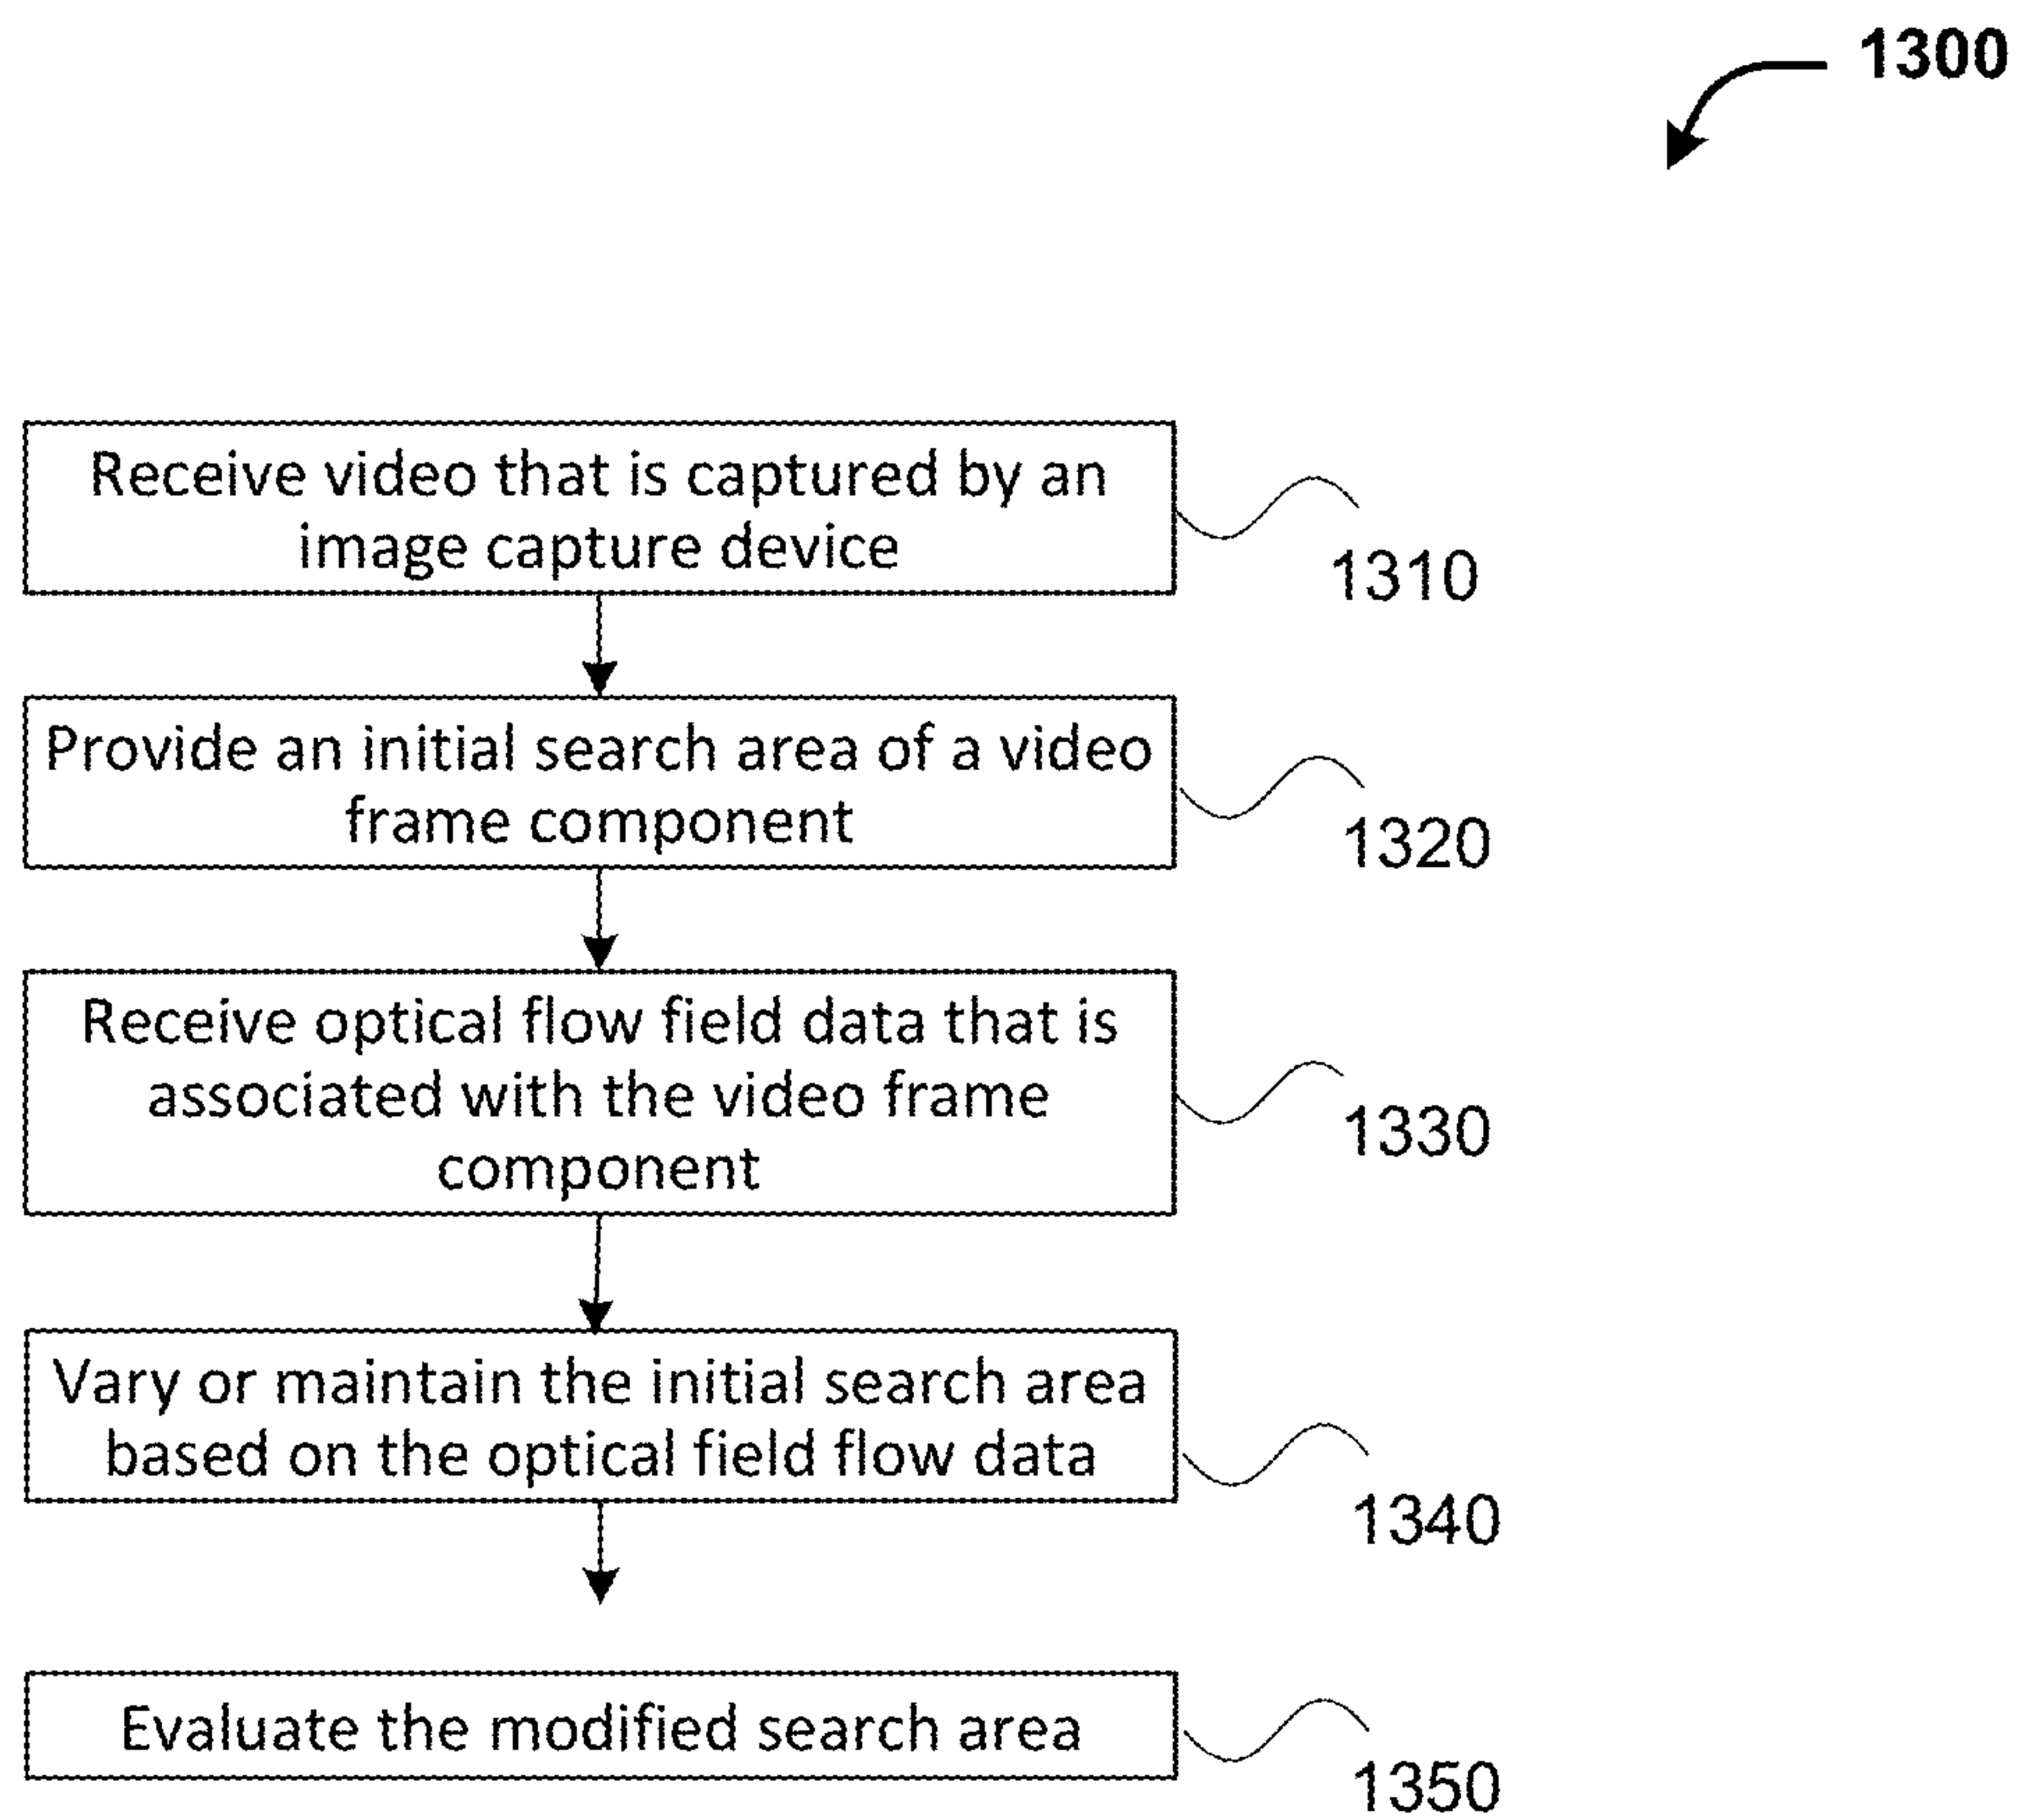 1300
Receive video that is captured by an
image capture device
1310
Provide an initial search area of a video
frame component
1320
Receive optical flow field data that is
associated with the video frame
component
1330
Vary or maintain the initial search area
based on the optical field flow data
1340
Evaluate the modified search area
1350